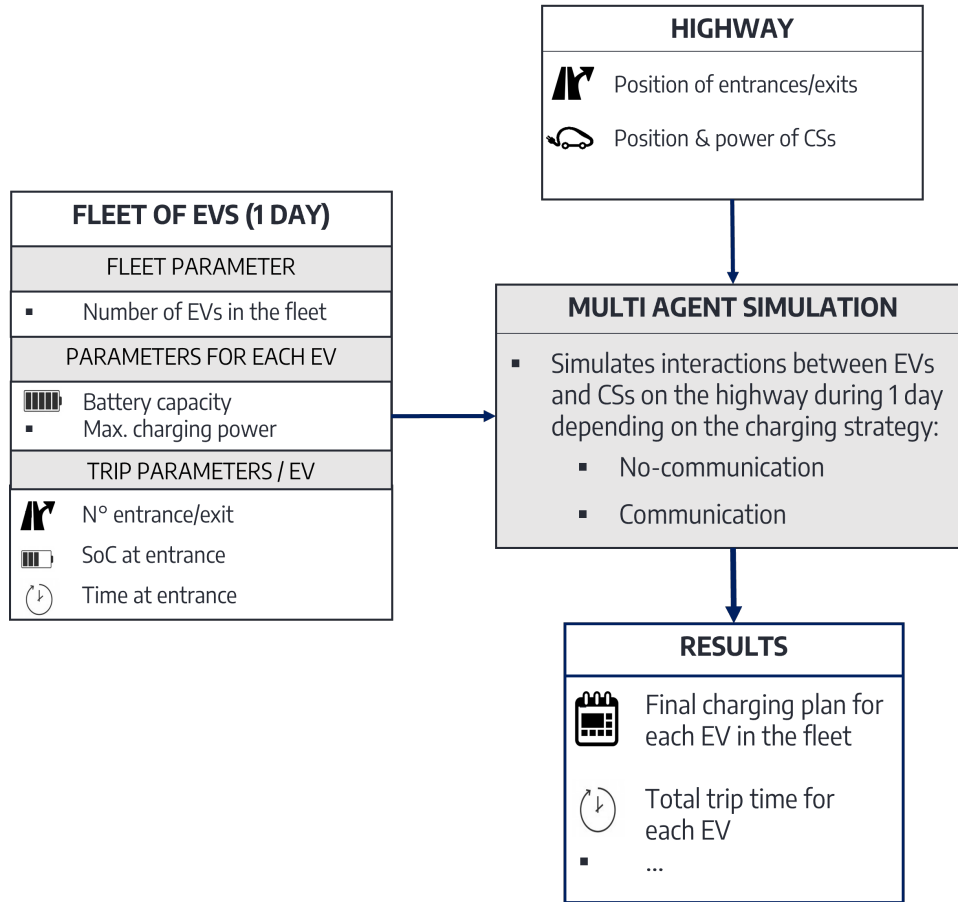 HIGHWAY
Position of entrances/exits
Position & power of CSs
FLEET OF EVS (1 DAY)
FLEET PARAMETER
▪ Number of EVs in the fleet
PARAMETERS FOR EACH EV
Battery capacity
▪ Max. charging power
TRIP PARAMETERS / EV
N° entrance/exit
SoC at entrance
Time at entrance
MULTI AGENT SIMULATION
▪ Simulates interactions between EVs
and CSs on the highway during 1 day
depending on the charging strategy:
▪ No-communication
▪ Communication
RESULTS
Final charging plan for
each EV in the fleet
Total trip time for
each EV
▪ ...